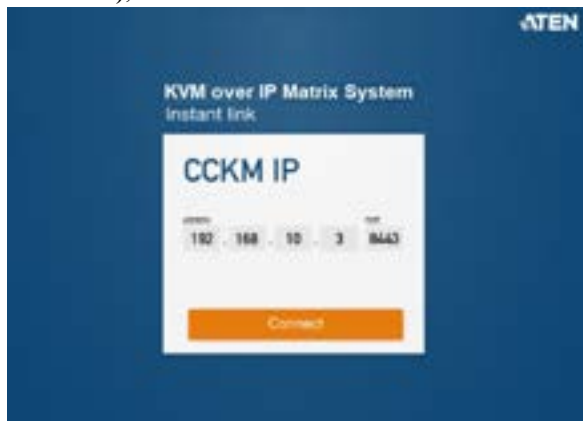 ATEN
KVM over IP Matrix System
Instant link
CCKM IP
192 . 168 . 10 . 3 8443
Connect